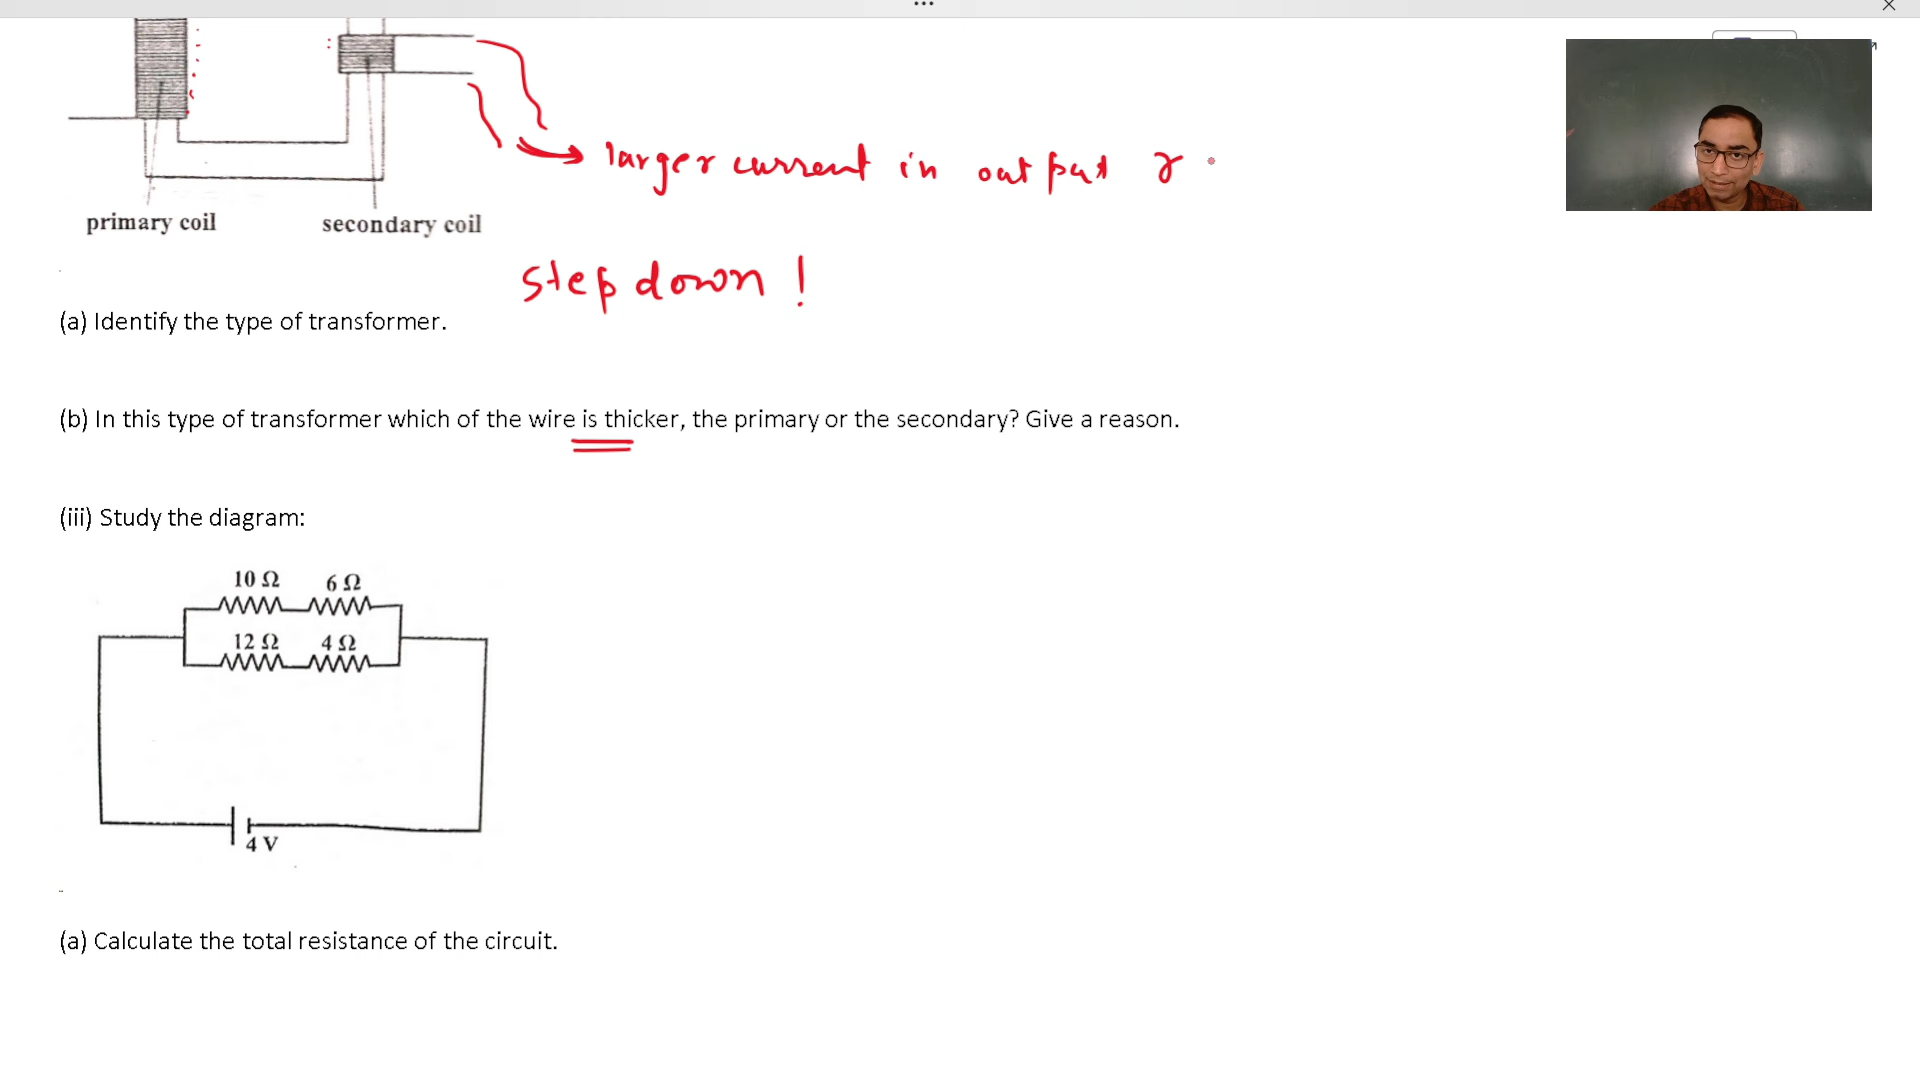 larger current in output r
primary coil
secondary coil
step down !
(a) Identify the type of transformer.
(b) In this type of transformer which of the wire is thicker, the primary or the secondary? Give a reason.
(iii) Study the diagram:
10 Ω 6 Ω
12 Ω 4 Ω
4 V
(a) Calculate the total resistance of the circuit.